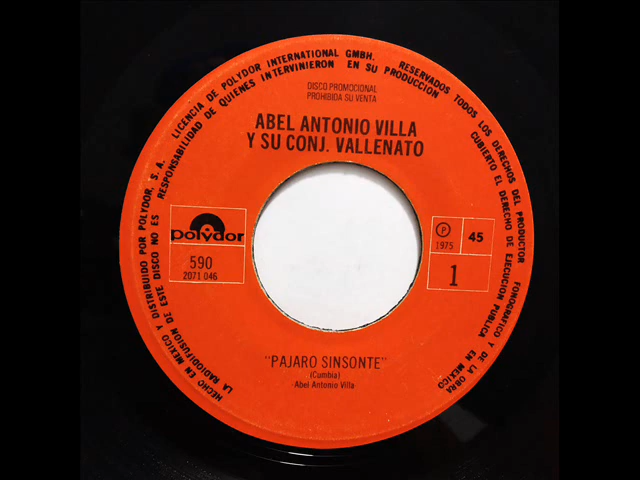 HECHO EN MEXICO Y DISTRIBUIDO POR POLYDOR, S. A. LICENCIA DE POLYDOR INTERNATIONAL GMBH. RESERVADOS TODOS LOS DERECHOS DEL PRODUCTOR FONOGRAFICO Y DE LA OBRA
LA RADIODIFUSION DE ESTE DISCO NO ES RESPONSABILIDAD DE QUIENES INTERVINIERON EN SU PRODUCCION CUBIERTO EL DERECHO DE EJECUCION PUBLICA EN MEXICO
DISCO PROMOCIONAL
PROHIBIDA SU VENTA
ABEL ANTONIO VILLA
Y SU CONJ. VALLENATO
polydor
590
2071 046
℗
1975
45
1
"PAJARO SINSONTE"
(Cumbia)
Abel Antonio Villa